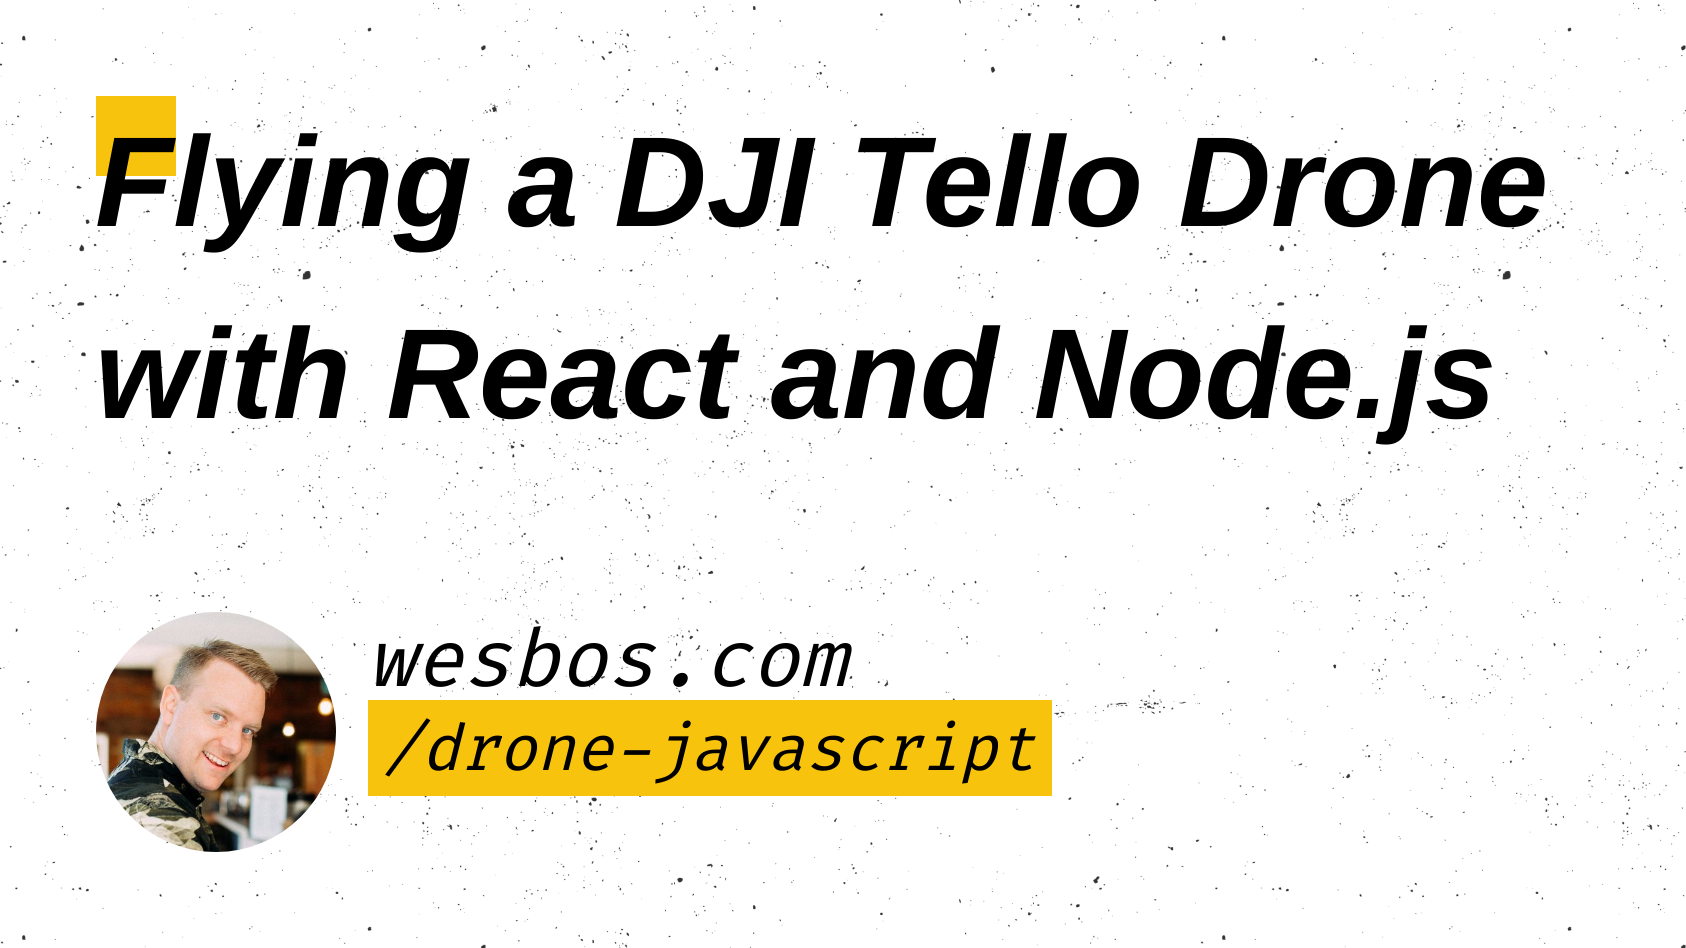 Flying a DJI Tello Drone
with React and Node.js
wesbos.com
/drone-javascript